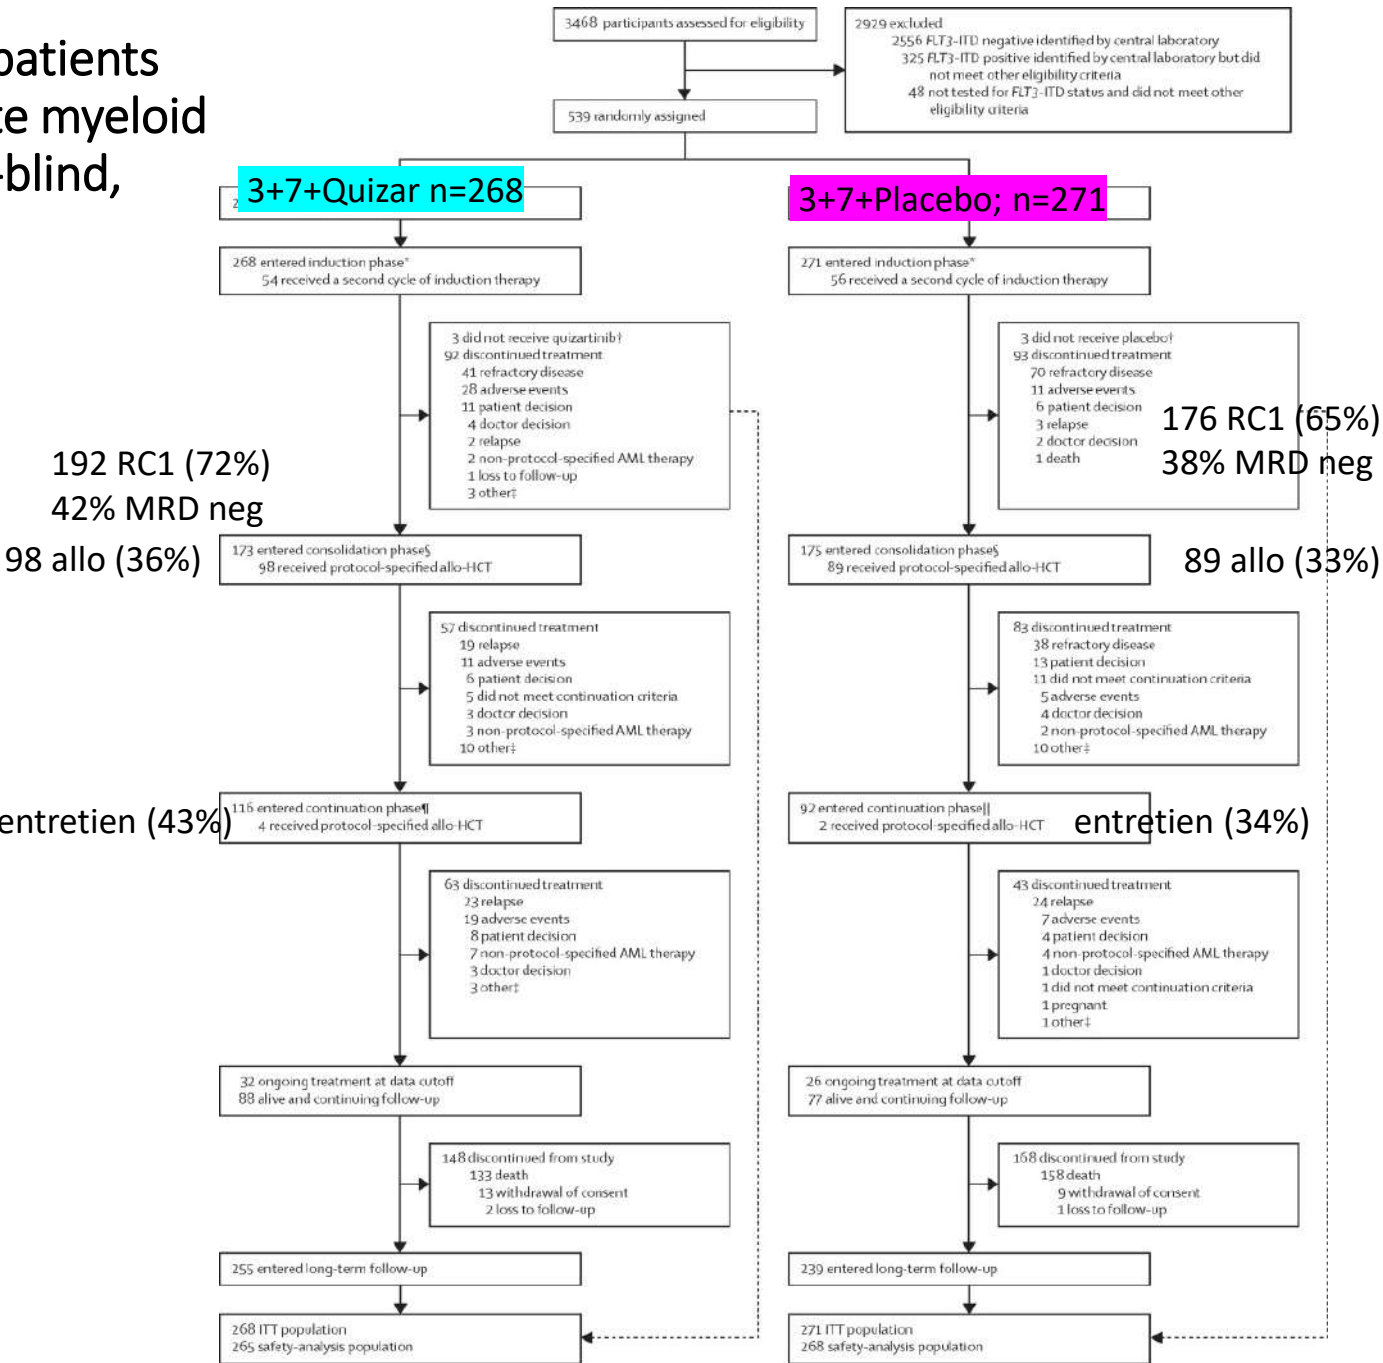 patients
te myeloid
-blind,
3468 participants assessed for eligibility
2929 excluded
2556 FLT3-ITD negative identified by central laboratory
325 FLT3-ITD positive identified by central laboratory but did
not meet other eligibility criteria
48 not tested for FLT3-ITD status and did not meet other
eligibility criteria
539 randomly assigned
3+7+Quizar n=268
268 entered induction phase*
54 received a second cycle of induction therapy
3 did not receive quizartinib†
92 discontinued treatment
41 refractory disease
28 adverse events
11 patient decision
4 doctor decision
2 relapse
2 non-protocol-specified AML therapy
1 loss to follow-up
3 other‡
192 RC1 (72%)
42% MRD neg
98 allo (36%)
173 entered consolidation phase§
98 received protocol-specified allo-HCT
57 discontinued treatment
19 relapse
11 adverse events
6 patient decision
5 did not meet continuation criteria
3 doctor decision
3 non-protocol-specified AML therapy
10 other‡
entretien (43%)
116 entered continuation phase¶
4 received protocol-specified allo-HCT
63 discontinued treatment
23 relapse
19 adverse events
8 patient decision
7 non-protocol-specified AML therapy
3 doctor decision
3 other‡
32 ongoing treatment at data cutoff
88 alive and continuing follow-up
148 discontinued from study
133 death
13 withdrawal of consent
2 loss to follow-up
255 entered long-term follow-up
268 ITT population
265 safety-analysis population
3+7+Placebo; n=271
271 entered induction phase*
56 received a second cycle of induction therapy
3 did not receive placebo†
93 discontinued treatment
70 refractory disease
11 adverse events
6 patient decision
3 relapse
2 doctor decision
1 death
176 RC1 (65%)
38% MRD neg
175 entered consolidation phase§
89 received protocol-specified allo-HCT
89 allo (33%)
83 discontinued treatment
38 refractory disease
13 patient decision
11 did not meet continuation criteria
5 adverse events
4 doctor decision
2 non-protocol-specified AML therapy
10 other‡
92 entered continuation phase||
2 received protocol-specified allo-HCT
entretien (34%)
43 discontinued treatment
24 relapse
7 adverse events
4 patient decision
4 non-protocol-specified AML therapy
1 doctor decision
1 did not meet continuation criteria
1 pregnant
1 other‡
26 ongoing treatment at data cutoff
77 alive and continuing follow-up
168 discontinued from study
158 death
9 withdrawal of consent
1 loss to follow-up
239 entered long-term follow-up
271 ITT population
268 safety-analysis population